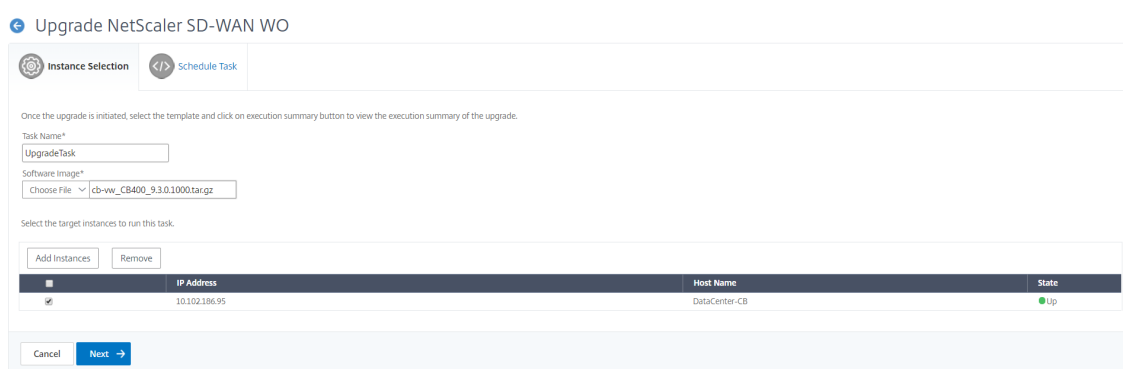 Upgrade NetScaler SD-WAN WO
Instance Selection
Schedule Task
Once the upgrade is initiated, select the template and click on execution summary button to view the execution summary of the upgrade.
Task Name*
UpgradeTask
Software Image*
Choose File cb-vw_CB400_9.3.0.1000.tar.gz
Select the target instances to run this task.
Add Instances Remove
IP Address Host Name State
10.102.186.95 DataCenter-CB Up
Cancel Next →